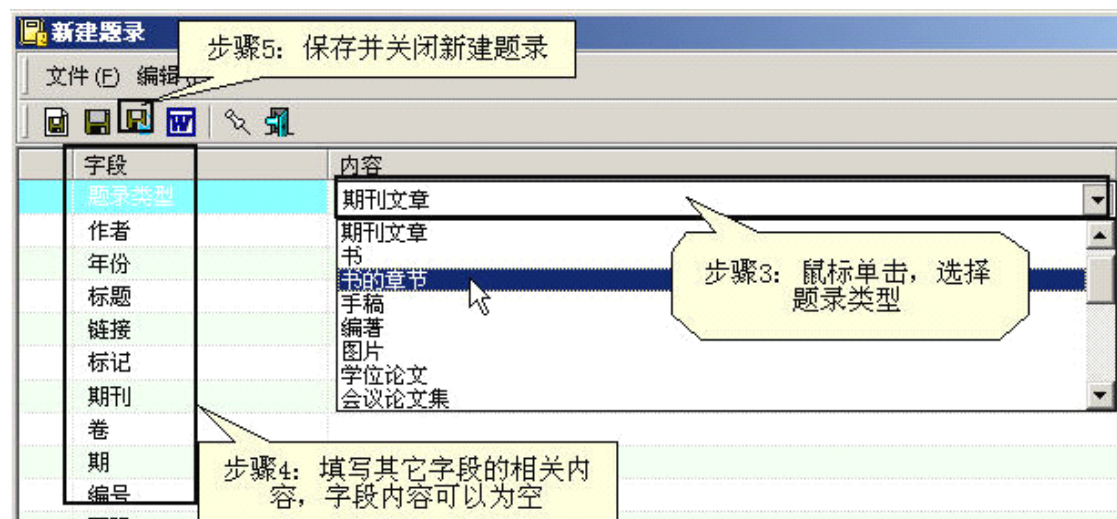 新建题录
步骤5: 保存并关闭新建题录
文件(F) 编辑
字段 内容
题录类型 期刊文章
作者
年份
标题
链接
标记
期刊
卷
期
编号
期刊文章
书
书的章节
手稿
编著
图片
学位论文
会议论文集
步骤3: 鼠标单击, 选择
题录类型
步骤4: 填写其它字段的相关内
容, 字段内容可以为空